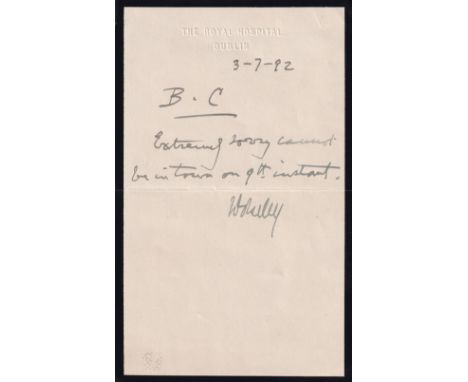 THE ROYAL HOSPITAL
DUBLIN
3-7-92
B. C
Extremely sorry cannot
be in town on 9th instant.
Wolseley